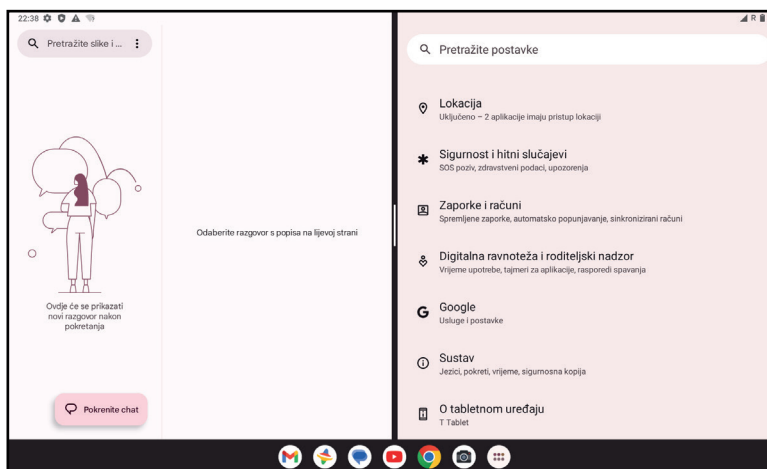 22:38
R
Pretražite slike i ...
Ovdje će se prikazati
novi razgovor nakon
pokretanja
Pokrenite chat
Odaberite razgovor s popisa na lijevoj strani
Pretražite postavke
Lokacija
Uključeno – 2 aplikacije imaju pristup lokaciji
Sigurnost i hitni slučajevi
SOS poziv, zdravstveni podaci, upozorenja
Zaporke i računi
Spremljene zaporke, automatsko popunjavanje, sinkronizirani računi
Digitalna ravnoteža i roditeljski nadzor
Vrijeme upotrebe, tajmeri za aplikacije, rasporedi spavanja
Google
Usluge i postavke
Sustav
Jezici, pokreti, vrijeme, sigurnosna kopija
O tabletnom uređaju
T Tablet